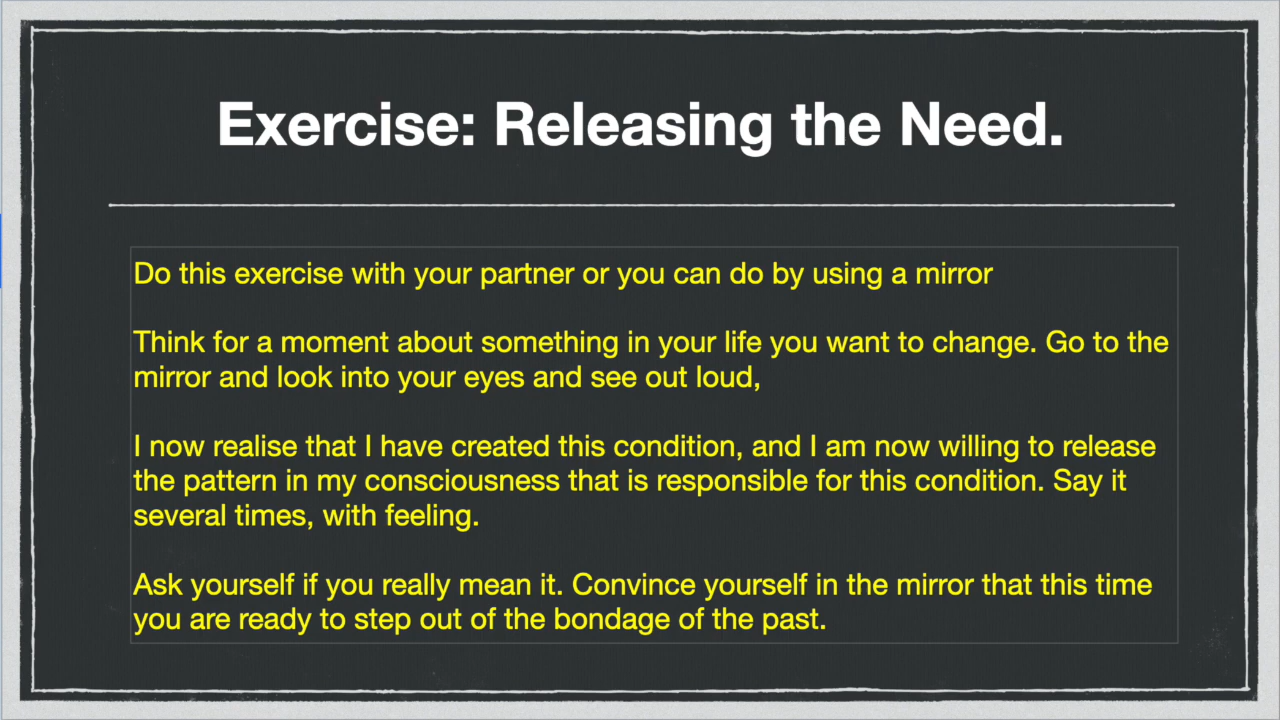 Exercise: Releasing the Need.
Do this exercise with your partner or you can do by using a mirror
Think for a moment about something in your life you want to change. Go to the
mirror and look into your eyes and see out loud,
I now realise that I have created this condition, and I am now willing to release
the pattern in my consciousness that is responsible for this condition. Say it
several times, with feeling.
Ask yourself if you really mean it. Convince yourself in the mirror that this time
you are ready to step out of the bondage of the past.